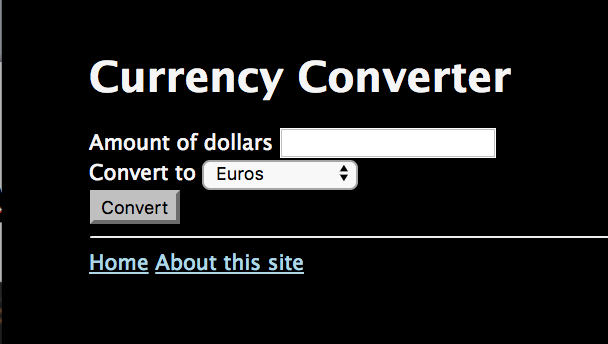 Currency Converter
Amount of dollars
Convert to Euros
Convert
Home About this site